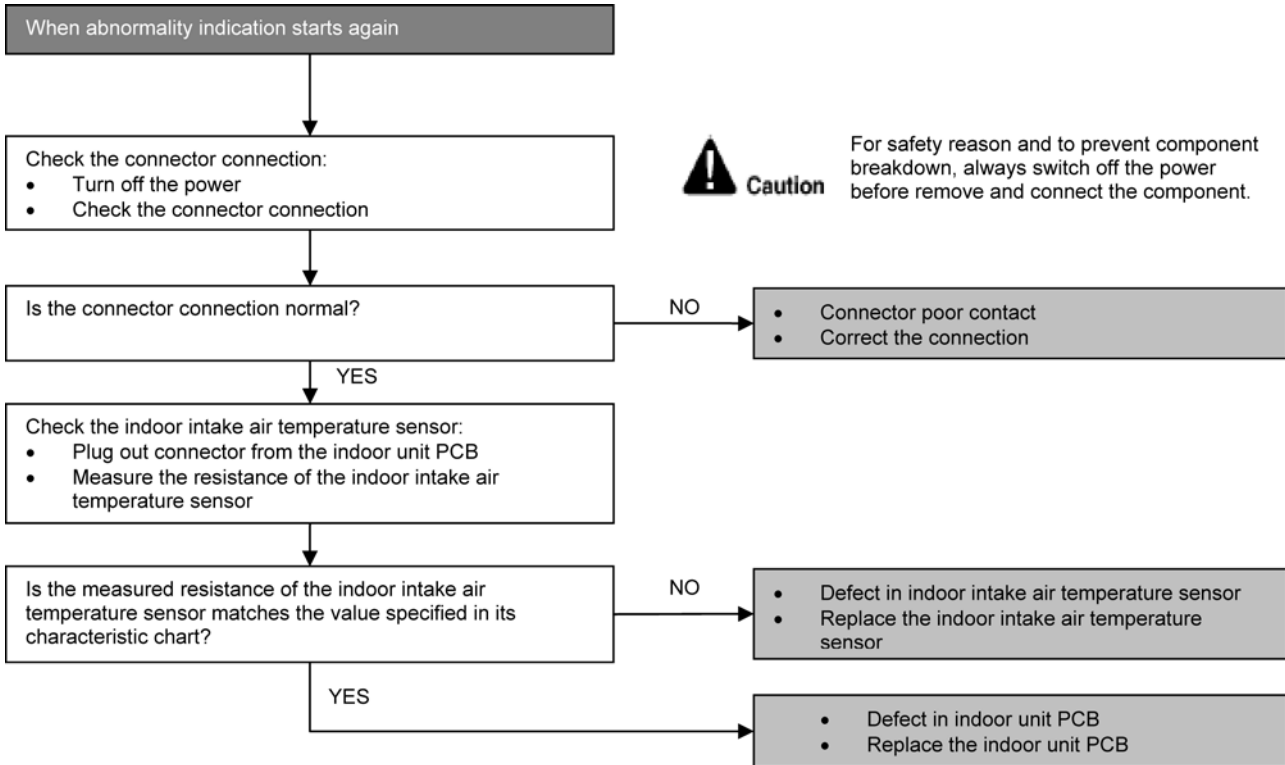 When abnormality indication starts again
Check the connector connection:
• Turn off the power
• Check the connector connection
Caution
For safety reason and to prevent component
breakdown, always switch off the power
before remove and connect the component.
Is the connector connection normal?
NO
• Connector poor contact
• Correct the connection
YES
Check the indoor intake air temperature sensor:
• Plug out connector from the indoor unit PCB
• Measure the resistance of the indoor intake air
temperature sensor
Is the measured resistance of the indoor intake air
temperature sensor matches the value specified in its
characteristic chart?
NO
• Defect in indoor intake air temperature sensor
• Replace the indoor intake air temperature
sensor
YES
• Defect in indoor unit PCB
• Replace the indoor unit PCB